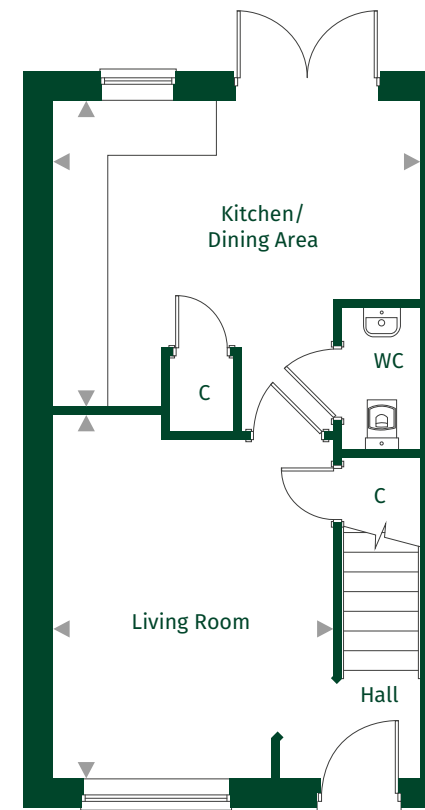 Kitchen/
Dining Area
WC
C
C
Living Room
Hall